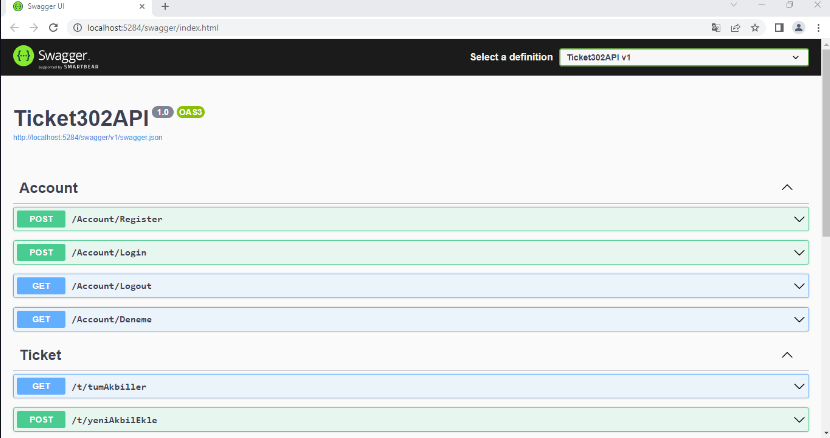 Swagger UI
localhost:5284/swagger/index.html
Swagger.
Supported by SMARTBEAR
Select a definition
Ticket302API v1
Ticket302API 1.0 OAS3
http://localhost:5284/swagger/v1/swagger.json
Account
POST /Account/Register
POST /Account/Login
GET /Account/Logout
GET /Account/Deneme
Ticket
GET /t/tumAkbiller
POST /t/yeniAkbilEkle